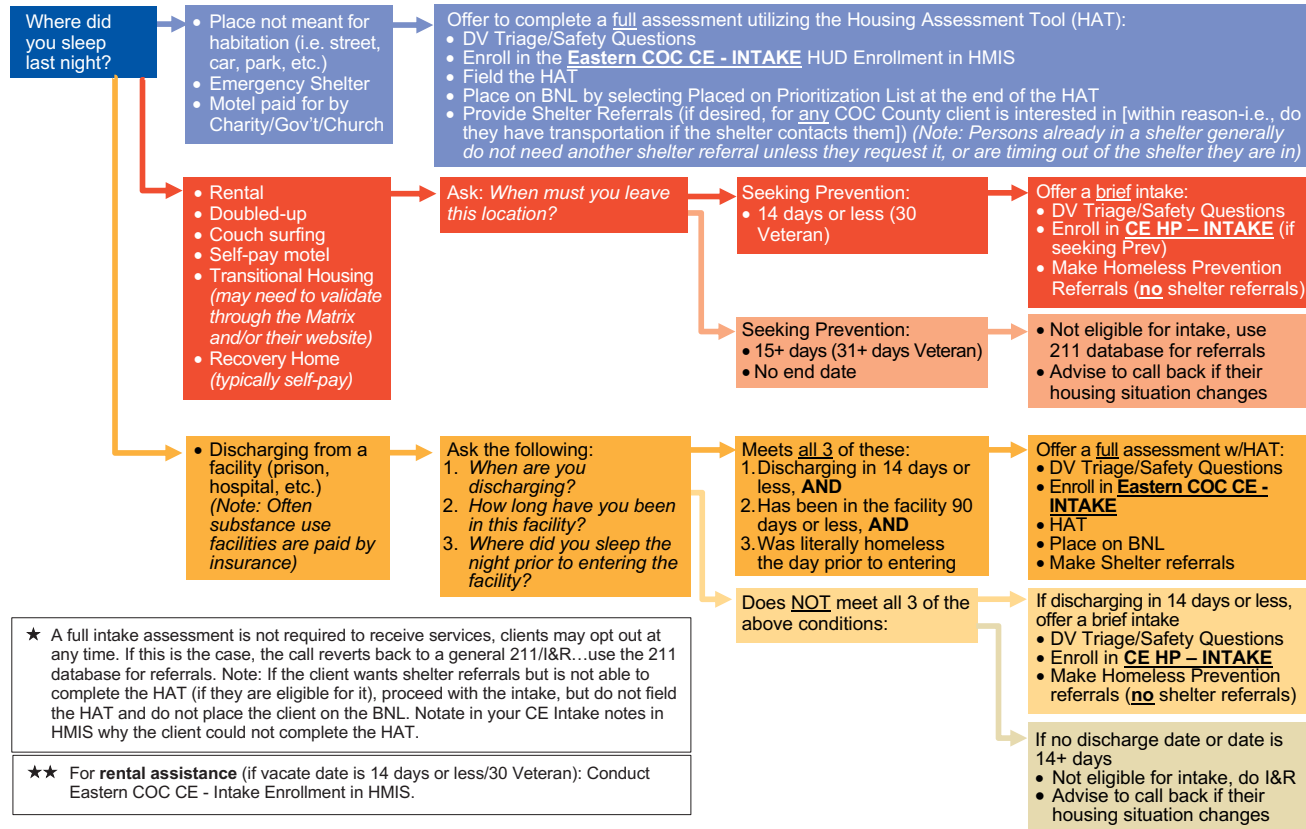 Where did
you sleep
last night?
• Place not meant for
habitation (i.e. street,
car, park, etc.)
• Emergency Shelter
• Motel paid for by
Charity/Gov't/Church
Offer to complete a full assessment utilizing the Housing Assessment Tool (HAT):
• DV Triage/Safety Questions
• Enroll in the Eastern COC CE - INTAKE HUD Enrollment in HMIS
• Field the HAT
• Place on BNL by selecting Placed on Prioritization List at the end of the HAT
• Provide Shelter Referrals (if desired, for any COC County client is interested in [within reason-i.e., do
they have transportation if the shelter contacts them]) (Note: Persons already in a shelter generally
do not need another shelter referral unless they request it, or are timing out of the shelter they are in)
• Rental
• Doubled-up
• Couch surfing
• Self-pay motel
• Transitional Housing
(may need to validate
through the Matrix
and/or their website)
• Recovery Home
(typically self-pay)
Ask: When must you leave
this location?
Seeking Prevention:
• 14 days or less (30
Veteran)
Offer a brief intake:
• DV Triage/Safety Questions
• Enroll in CE HP – INTAKE (if
seeking Prev)
• Make Homeless Prevention
Referrals (no shelter referrals)
Seeking Prevention:
• 15+ days (31+ days Veteran)
• No end date
• Not eligible for intake, use
211 database for referrals
• Advise to call back if their
housing situation changes
• Discharging from a
facility (prison,
hospital, etc.)
(Note: Often
substance use
facilities are paid by
insurance)
Ask the following:
1. When are you
discharging?
2. How long have you been
in this facility?
3. Where did you sleep the
night prior to entering the
facility?
Meets all 3 of these:
1.Discharging in 14 days or
less, AND
2.Has been in the facility 90
days or less, AND
3.Was literally homeless
the day prior to entering
Offer a full assessment w/HAT:
• DV Triage/Safety Questions
• Enroll in Eastern COC CE -
INTAKE
• HAT
• Place on BNL
• Make Shelter referrals
Does NOT meet all 3 of the
above conditions:
If discharging in 14 days or less,
offer a brief intake
• DV Triage/Safety Questions
• Enroll in CE HP – INTAKE
• Make Homeless Prevention
referrals (no shelter referrals)
If no discharge date or date is
14+ days
• Not eligible for intake, do I&R
• Advise to call back if their
housing situation changes
★ A full intake assessment is not required to receive services, clients may opt out at
any time. If this is the case, the call reverts back to a general 211/I&R…use the 211
database for referrals. Note: If the client wants shelter referrals but is not able to
complete the HAT (if they are eligible for it), proceed with the intake, but do not field
the HAT and do not place the client on the BNL. Notate in your CE Intake notes in
HMIS why the client could not complete the HAT.
★★ For rental assistance (if vacate date is 14 days or less/30 Veteran): Conduct
Eastern COC CE - Intake Enrollment in HMIS.